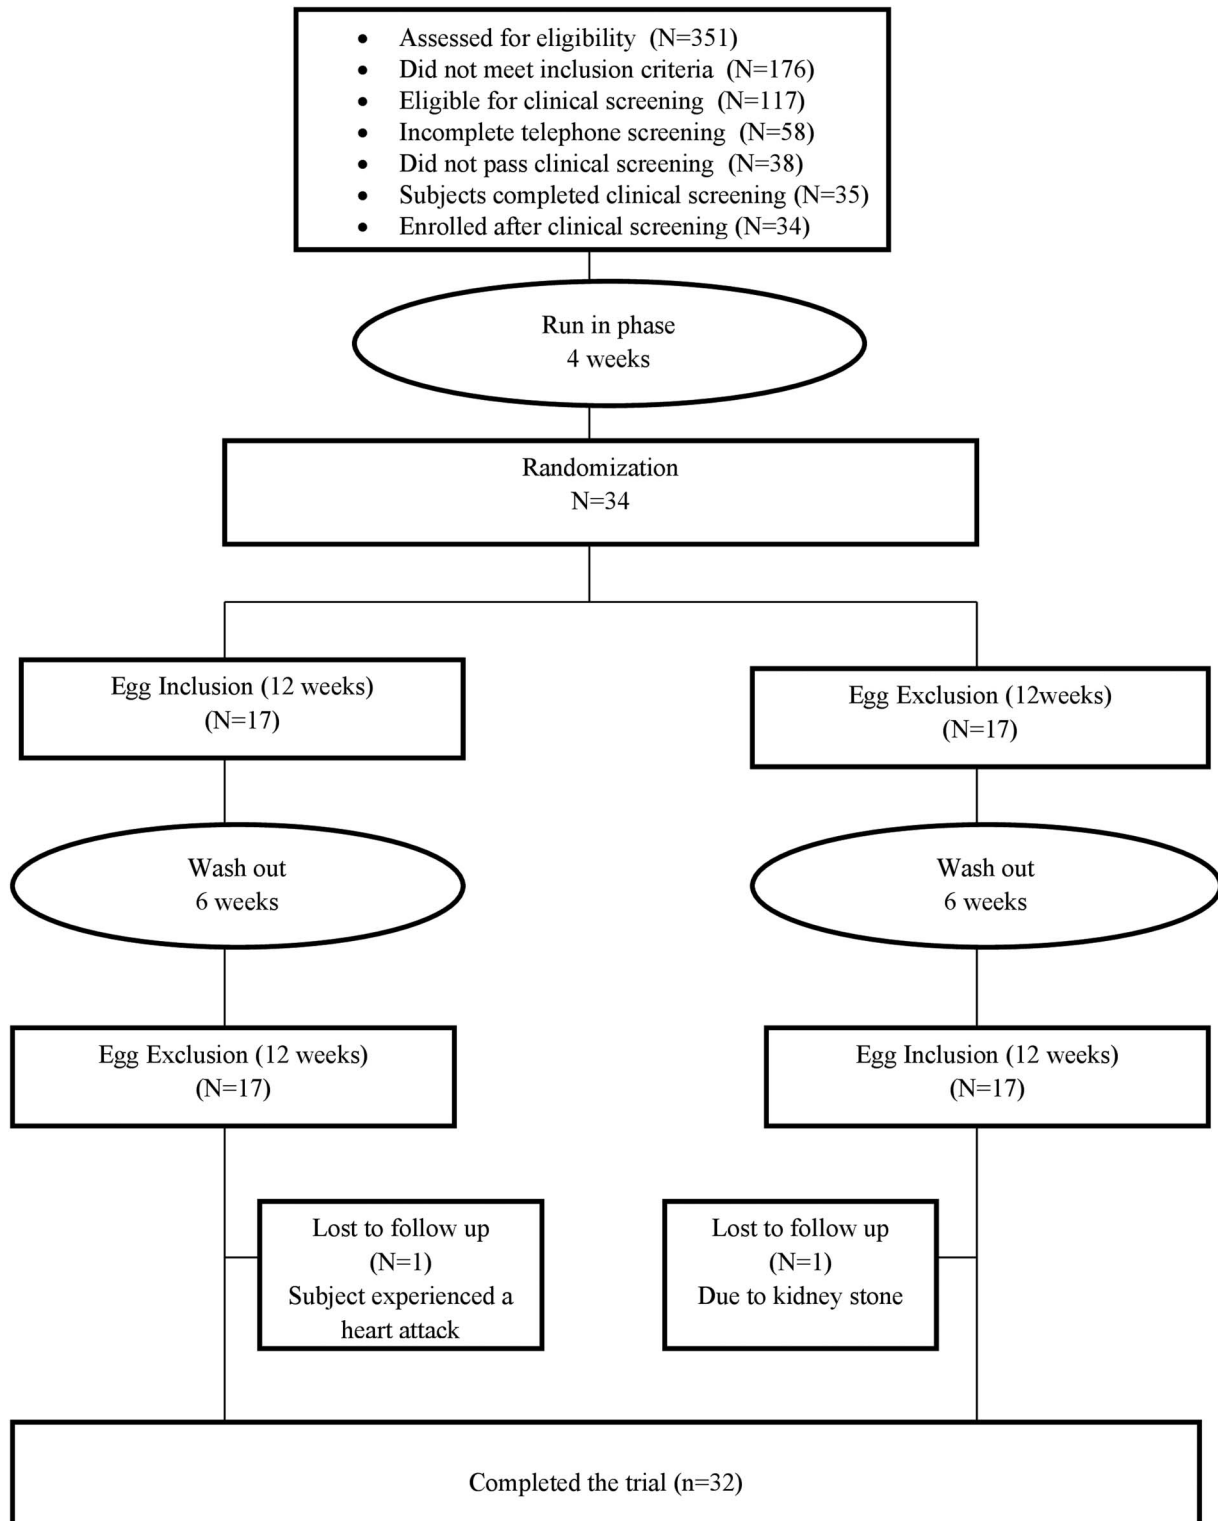 • Assessed for eligibility (N=351)
• Did not meet inclusion criteria (N=176)
• Eligible for clinical screening (N=117)
• Incomplete telephone screening (N=58)
• Did not pass clinical screening (N=38)
• Subjects completed clinical screening (N=35)
• Enrolled after clinical screening (N=34)
Run in phase
4 weeks
Randomization
N=34
Egg Inclusion (12 weeks)
(N=17)
Egg Exclusion (12weeks)
(N=17)
Wash out
6 weeks
Wash out
6 weeks
Egg Exclusion (12 weeks)
(N=17)
Egg Inclusion (12 weeks)
(N=17)
Lost to follow up
(N=1)
Subject experienced a
heart attack
Lost to follow up
(N=1)
Due to kidney stone
Completed the trial (n=32)